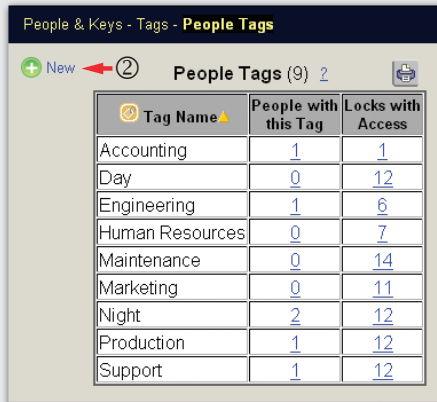 People & Keys - Tags - People Tags
New ②
People Tags (9) ?
Tag Name People with this Tag Locks with Access
Accounting 1 1
Day 0 12
Engineering 1 6
Human Resources 0 7
Maintenance 0 14
Marketing 0 11
Night 2 12
Production 1 12
Support 1 12